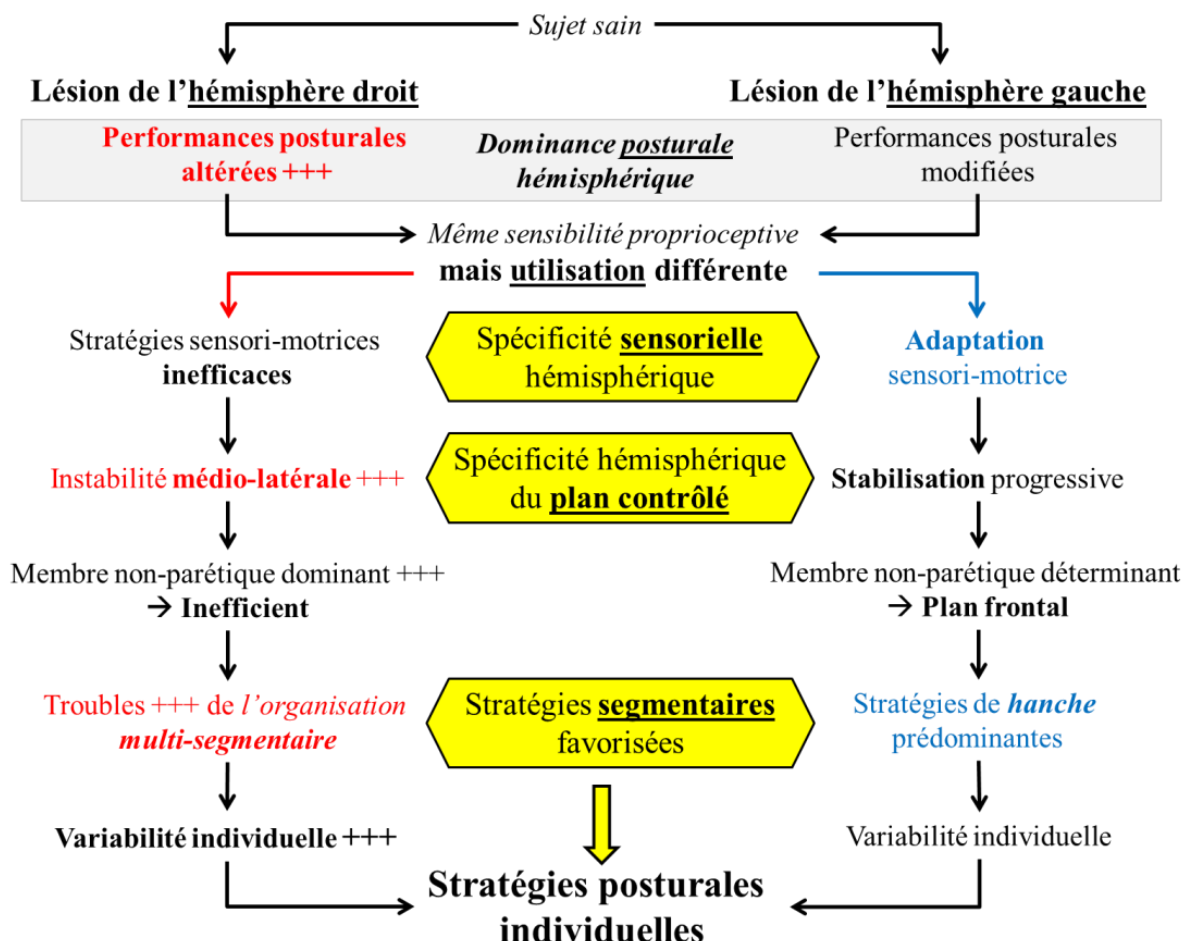 Sujet sain
Lésion de l’hémisphère droit
Lésion de l’hémisphère gauche
Performances posturales
altérées +++
Dominance posturale
hémisphérique
Performances posturales
modifiées
Même sensibilité proprioceptive
mais utilisation différente
Stratégies sensori-motrices
inefficaces
Spécificité sensorielle
hémisphérique
Adaptation
sensori-motrice
Instabilité médio-latérale +++
Spécificité hémisphérique
du plan contrôlé
Stabilisation progressive
Membre non-parétique dominant +++
→ Inefficient
Membre non-parétique déterminant
→ Plan frontal
Troubles +++ de l’organisation
multi-segmentaire
Stratégies segmentaires
favorisées
Stratégies de hanche
prédominantes
Variabilité individuelle +++
Variabilité individuelle
Stratégies posturales
individuelles